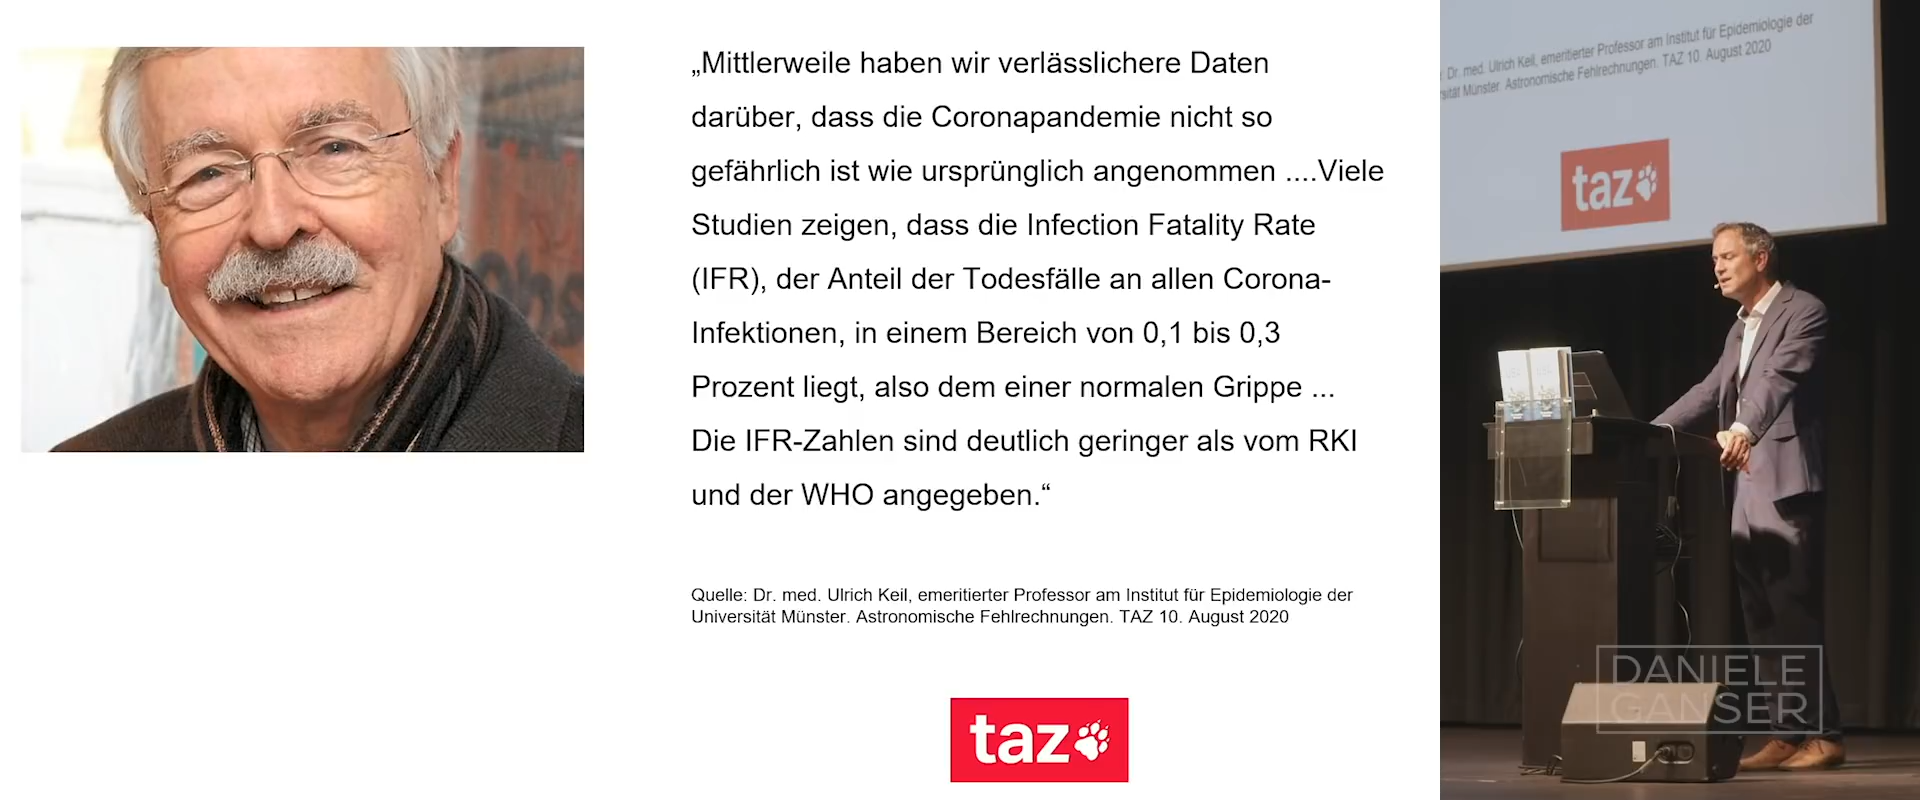 „Mittlerweile haben wir verlässlichere Daten
darüber, dass die Coronapandemie nicht so
gefährlich ist wie ursprünglich angenommen ....Viele
Studien zeigen, dass die Infection Fatality Rate
(IFR), der Anteil der Todesfälle an allen Corona-
Infektionen, in einem Bereich von 0,1 bis 0,3
Prozent liegt, also dem einer normalen Grippe ...
Die IFR-Zahlen sind deutlich geringer als vom RKI
und der WHO angegeben.“
Quelle: Dr. med. Ulrich Keil, emeritierter Professor am Institut für Epidemiologie der
Universität Münster. Astronomische Fehlrechnungen. TAZ 10. August 2020
taz
: Dr. med. Ulrich Keil, emeritierter Professor am Institut für Epidemiologie der
sität Münster. Astronomische Fehlrechnungen. TAZ 10. August 2020
taz
DANIELE
GANSER